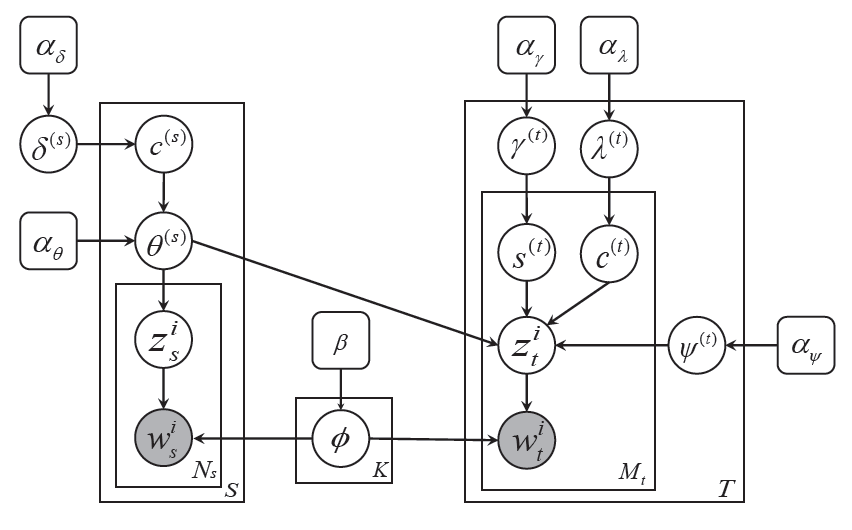 α_δ α_γ α_λ
δ^(s) c^(s) γ^(t) λ^(t)
α_θ θ^(s) s^(t) c^(t)
z_s^i β z_t^i ψ^(t) α_ψ
w_s^i ϕ w_t^i
N_s S K M_t T